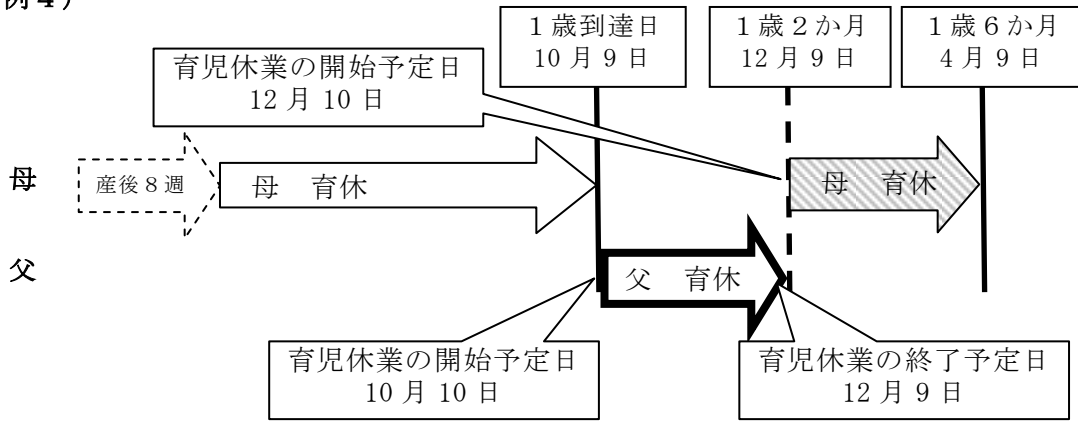 例4）
1歳到達日
10月9日
1歳2か月
12月9日
1歳6か月
4月9日
育児休業の開始予定日
12月10日
母
産後8週
母　育休
母　育休
父
父　育休
育児休業の開始予定日
10月10日
育児休業の終了予定日
12月9日